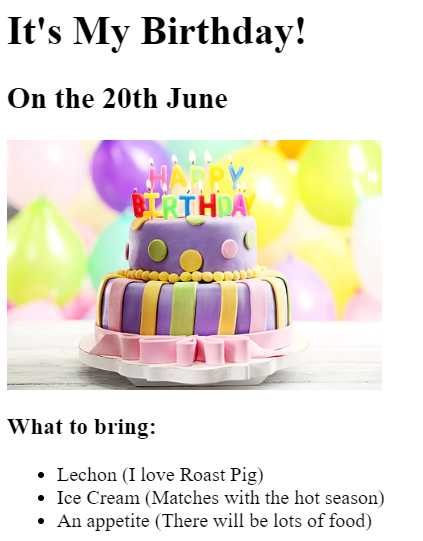 It's My Birthday!
On the 20th June
HAPPY
BIRTHDAY
What to bring:
Lechon (I love Roast Pig)
Ice Cream (Matches with the hot season)
An appetite (There will be lots of food)